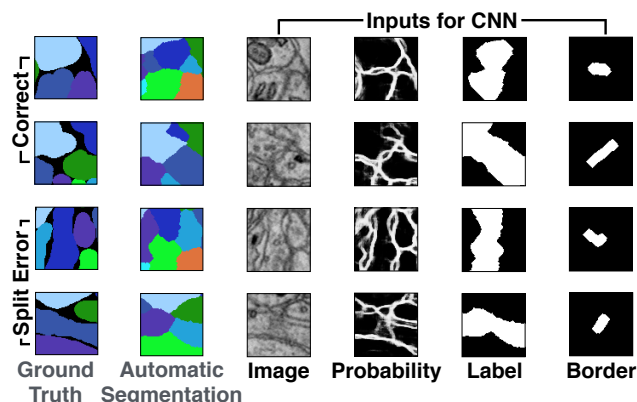 Inputs for CNN
Correct
Split Error
Ground Truth
Automatic Segmentation
Image
Probability
Label
Border